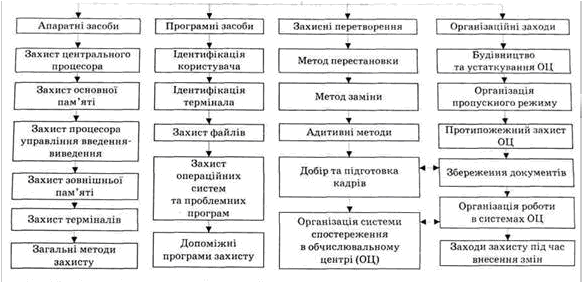 Апаратні засоби
Захист центрального
процесора
Захист основної
пам'яті
Захист процесора
управління введення-
виведення
Захист зовнішньої
пам'яті
Захист терміналів
Загальні методи
захисту
Програмні засоби
Ідентифікація
користувача
Ідентифікація
термінала
Захист файлів
Захист
операційних
систем
та проблемних
програм
Допоміжні
програми захисту
Захисні перетворення
Метод перестановки
Метод заміни
Адитивні методи
Добір та підготовка
кадрів
Організація системи
спостереження
в обчислювальному
центрі (ОЦ)
Організаційні заходи
Будівництво
та устаткування ОЦ
Організація
пропускного режиму
Протипожежний захист
ОЦ
Збереження документів
Організація роботи
в системах ОЦ
Заходи захисту під час
внесення змін